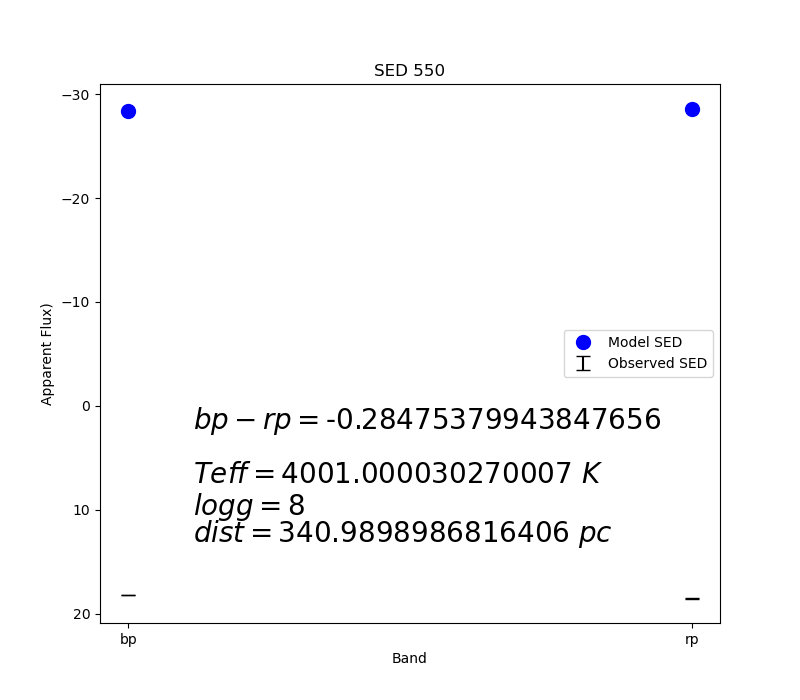 SED 550
−30
−20
−10
0
10
20
Apparent Flux)
Model SED
Observed SED
bp − rp = -0.28475379943847656
Teff = 4001.000030270007 K
logg = 8
dist = 340.9898986816406 pc
bp
rp
Band